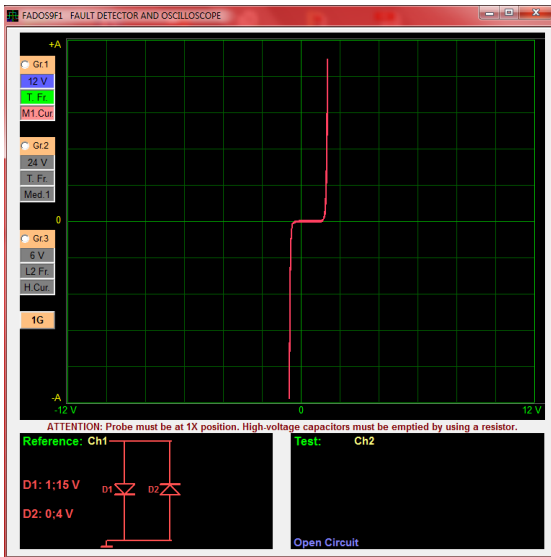 FADOS9F1 FAULT DETECTOR AND OSCILLOSCOPE
+A
Gr.1
12 V
T. Fr.
M1.Cur
Gr.2
24 V
T. Fr.
Med.1
0
Gr.3
6 V
L2 Fr.
H.Cur.
1G
-A
-12 V
0
12 V
ATTENTION: Probe must be at 1X position. High-voltage capacitors must be emptied by using a resistor.
Reference: Ch1
D1: 1;15 V
D1
D2
D2: 0;4 V
Test: Ch2
Open Circuit